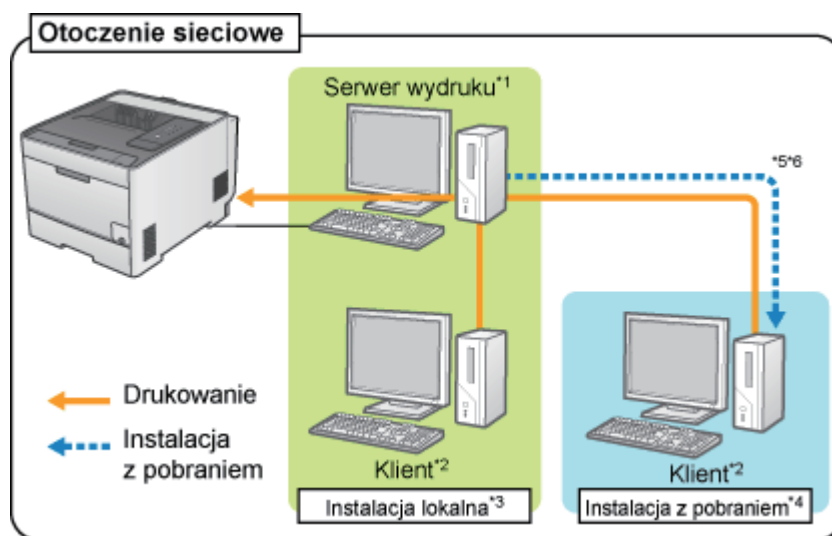 Otoczenie sieciowe
Serwer wydruku*1
*5*6
Drukowanie
Instalacja
z pobraniem
Klient*2
Instalacja lokalna*3
Klient*2
Instalacja z pobraniem*4